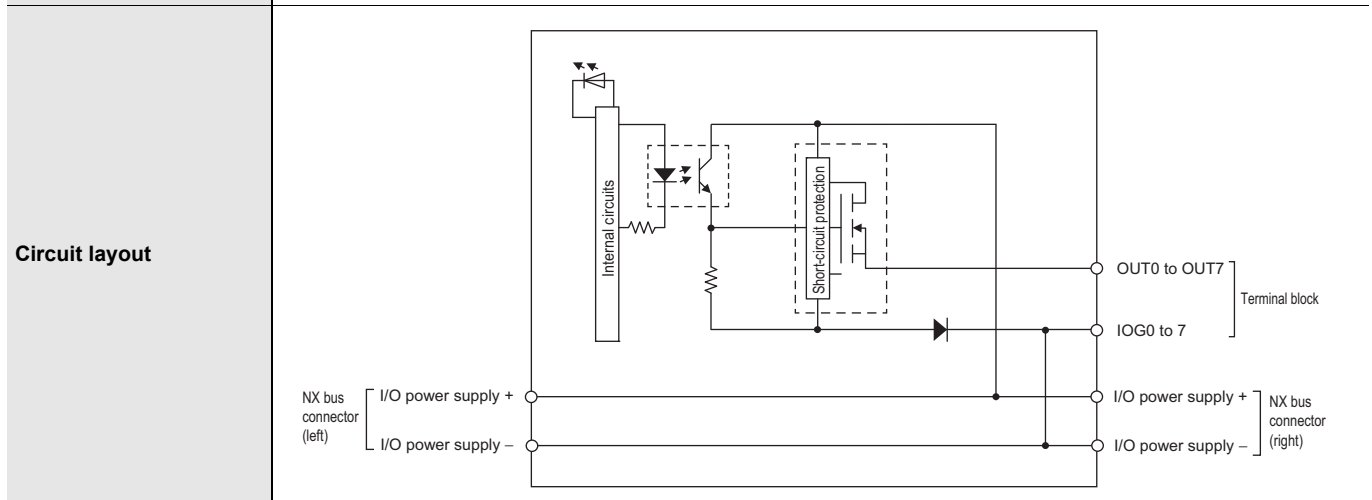 Circuit layout
Internal circuits
Short-circuit protection
OUT0 to OUT7
Terminal block
IOG0 to 7
NX bus
connector
(left)
I/O power supply +
I/O power supply –
I/O power supply +
I/O power supply –
NX bus
connector
(right)